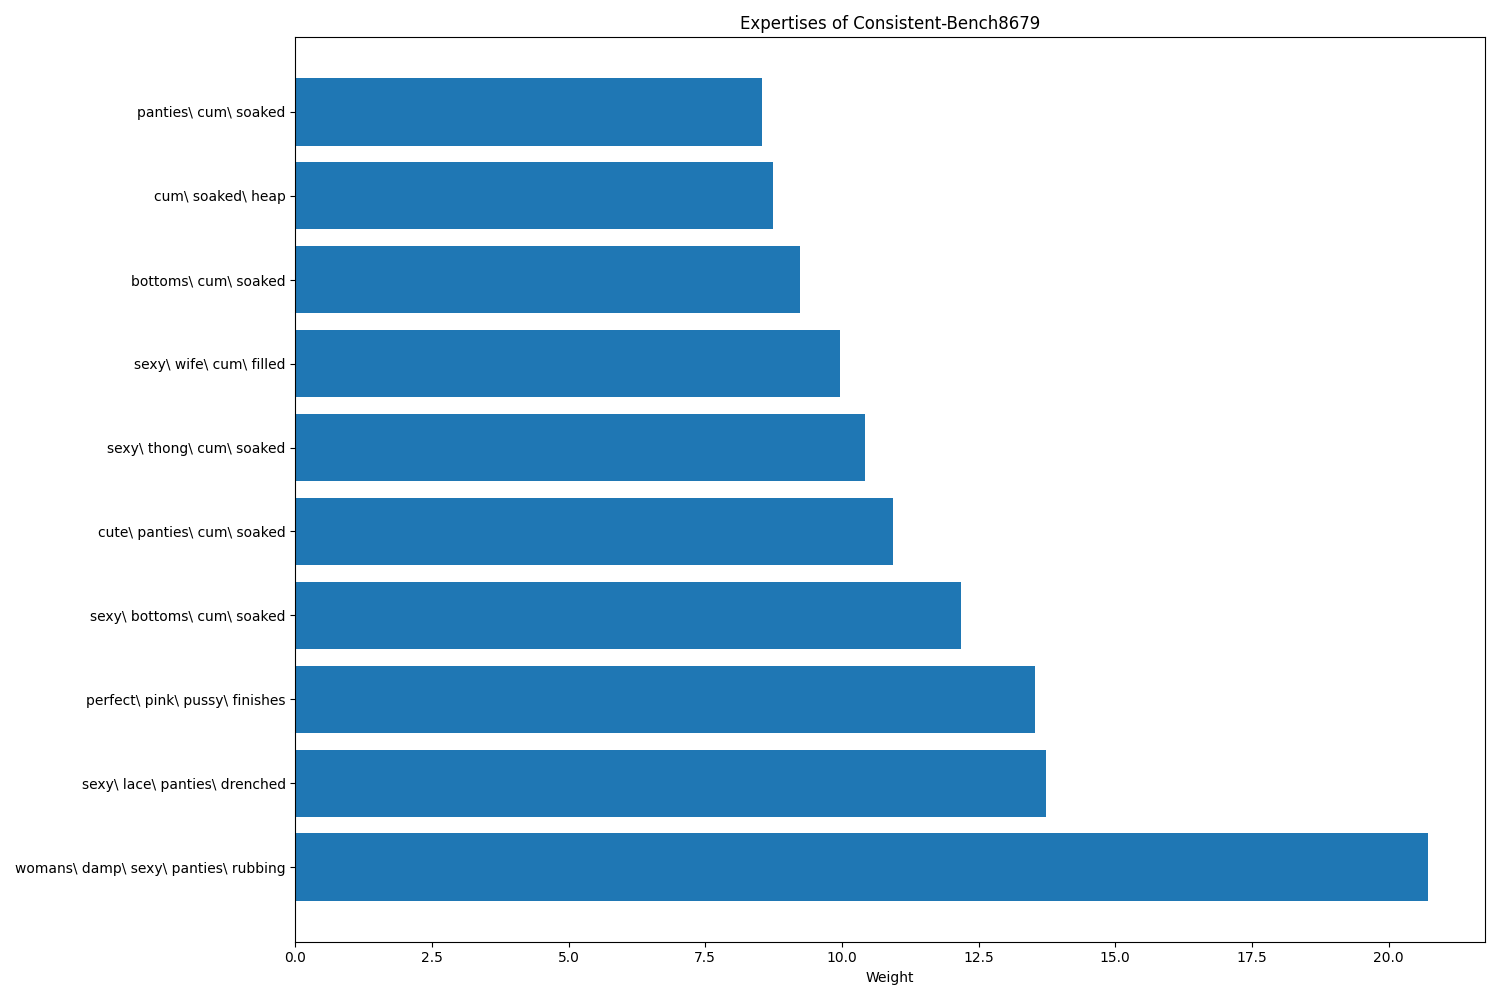 Expertises of Consistent-Bench8679
panties\ cum\ soaked
cum\ soaked\ heap
bottoms\ cum\ soaked
sexy\ wife\ cum\ filled
sexy\ thong\ cum\ soaked
cute\ panties\ cum\ soaked
sexy\ bottoms\ cum\ soaked
perfect\ pink\ pussy\ finishes
sexy\ lace\ panties\ drenched
womans\ damp\ sexy\ panties\ rubbing
0.0 2.5 5.0 7.5 10.0 12.5 15.0 17.5 20.0
Weight